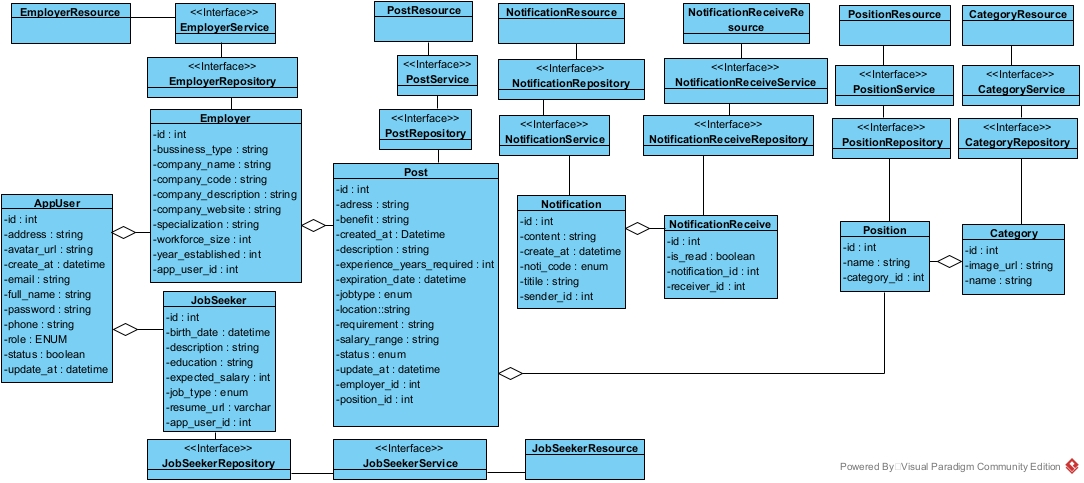 EmployerResource
<<Interface>>
EmployerService
<<Interface>>
EmployerRepository
Employer
-id : int
-bussiness_type : string
-company_name : string
-company_code : string
-company_description : string
-company_website : string
-specialization : string
-workforce_size : int
-year_established : int
-app_user_id : int
AppUser
-id : int
-address : string
-avatar_url : string
-create_at : datetime
-email : string
-full_name : string
-password : string
-phone : string
-role : ENUM
-status : boolean
-update_at : datetime
JobSeeker
-id : int
-birth_date : datetime
-description : string
-education : string
-expected_salary : int
-job_type : enum
-resume_url : varchar
-app_user_id : int
<<Interface>>
JobSeekerRepository
<<Interface>>
JobSeekerService
JobSeekerResource
PostResource
<<Interface>>
PostService
<<Interface>>
PostRepository
Post
-id : int
-adress : string
-benefit : string
-created_at : Datetime
-description : string
-experience_years_required : int
-expiration_date : datetime
-jobtype : enum
-location::string
-requirement : string
-salary_range : string
-status : enum
-update_at : datetime
-employer_id : int
-position_id : int
NotificationResource
<<Interface>>
NotificationRepository
<<Interface>>
NotificationService
Notification
-id : int
-content : string
-create_at : datetime
-noti_code : enum
-titile : string
-sender_id : int
NotificationReceiveRe
source
<<Interface>>
NotificationReceiveService
<<Interface>>
NotificationReceiveRepository
NotificationReceive
-id : int
-is_read : boolean
-notification_id : int
-receiver_id : int
PositionResource
<<Interface>>
PositionService
<<Interface>>
PositionRepository
Position
-id : int
-name : string
-category_id : int
CategoryResource
<<Interface>>
CategoryService
<<Interface>>
CategoryRepository
Category
-id : int
-image_url : string
-name : string
Powered By Visual Paradigm Community Edition